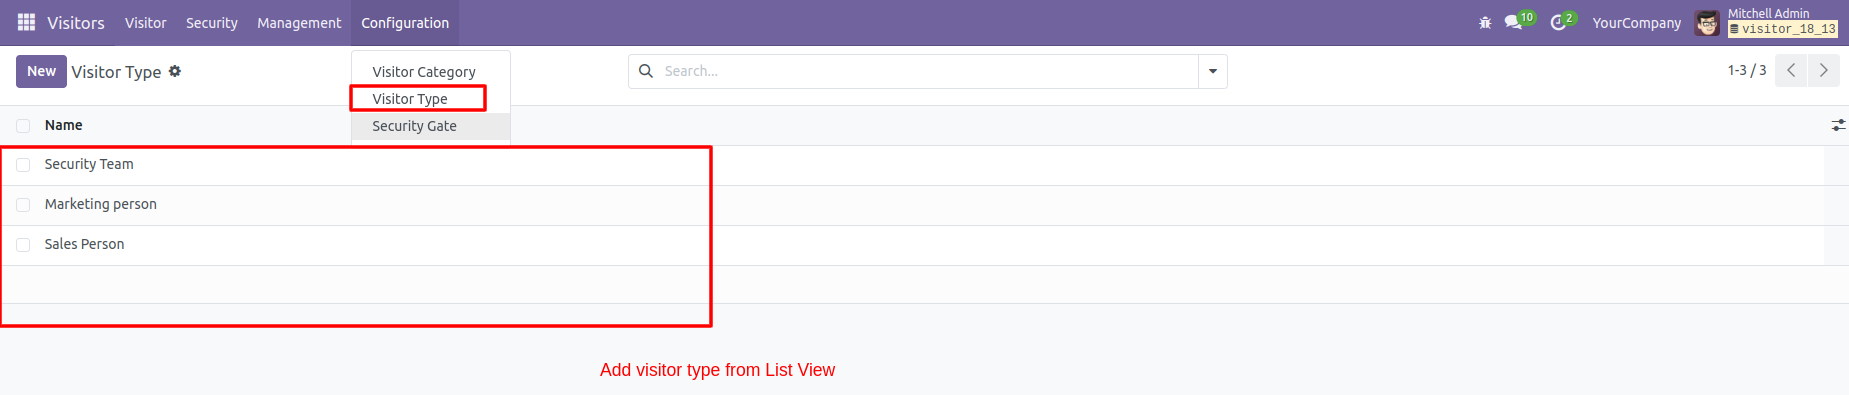 Visitors Visitor Security Management Configuration 10 2 YourCompany Mitchell Admin
visitor_18_13
New Visitor Type Search... 1-3 / 3
Visitor Category
Visitor Type
Security Gate
Name
Security Team
Marketing person
Sales Person
Add visitor type from List View